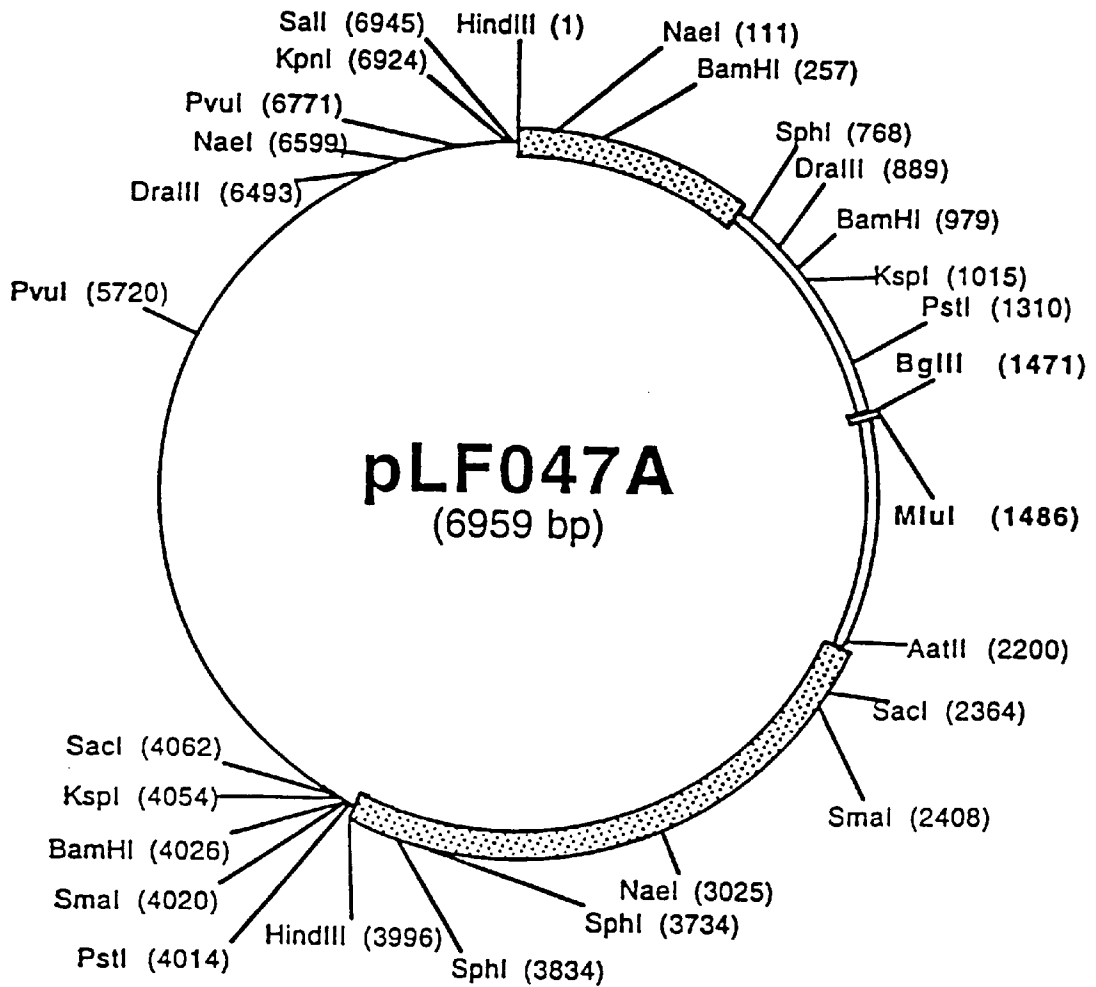 SalI (6945)
HindIII (1)
NaeI (111)
KpnI (6924)
BamHI (257)
PvuI (6771)
SphI (768)
NaeI (6599)
DraIII (889)
DraIII (6493)
BamHI (979)
KspI (1015)
PvuI (5720)
PstI (1310)
BglII (1471)
pLF047A
(6959 bp)
MluI (1486)
AatII (2200)
SacI (2364)
SacI (4062)
KspI (4054)
SmaI (2408)
BamHI (4026)
NaeI (3025)
SmaI (4020)
SphI (3734)
HindIII (3996)
PstI (4014)
SphI (3834)